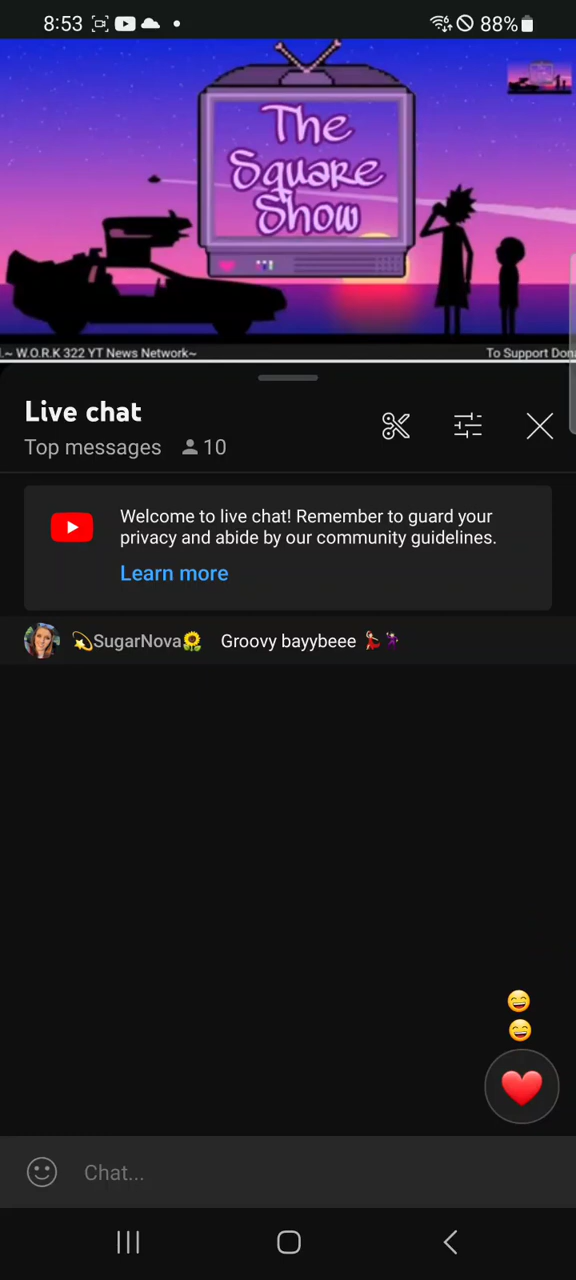 8:53 88%
The
Square
Show
.~ W.O.R.K 322 YT News Network~ To Support Dona
Live chat
Top messages 10
Welcome to live chat! Remember to guard your
privacy and abide by our community guidelines.
Learn more
💫SugarNova🌻 Groovy bayybeee 💃🕺
Chat...